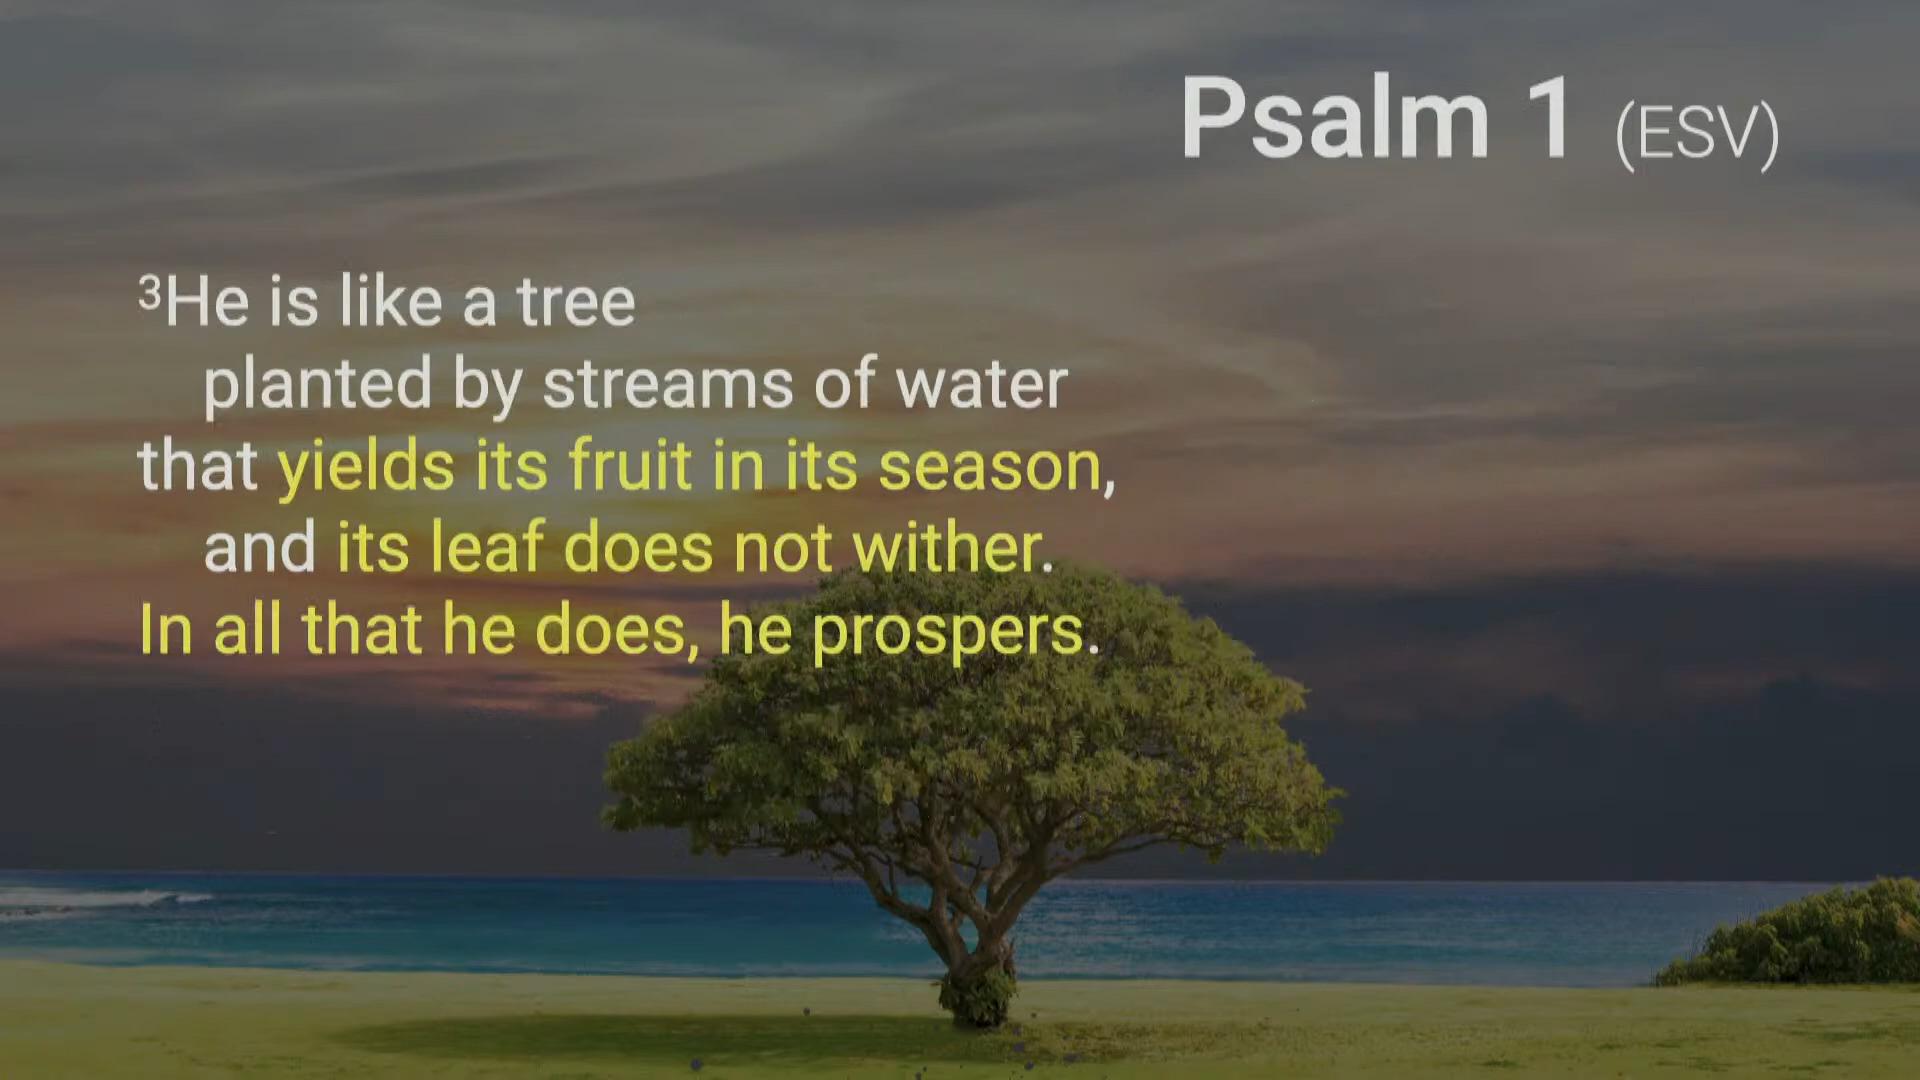 Psalm 1 (ESV)
³He is like a tree
planted by streams of water
that yields its fruit in its season,
and its leaf does not wither.
In all that he does, he prospers.